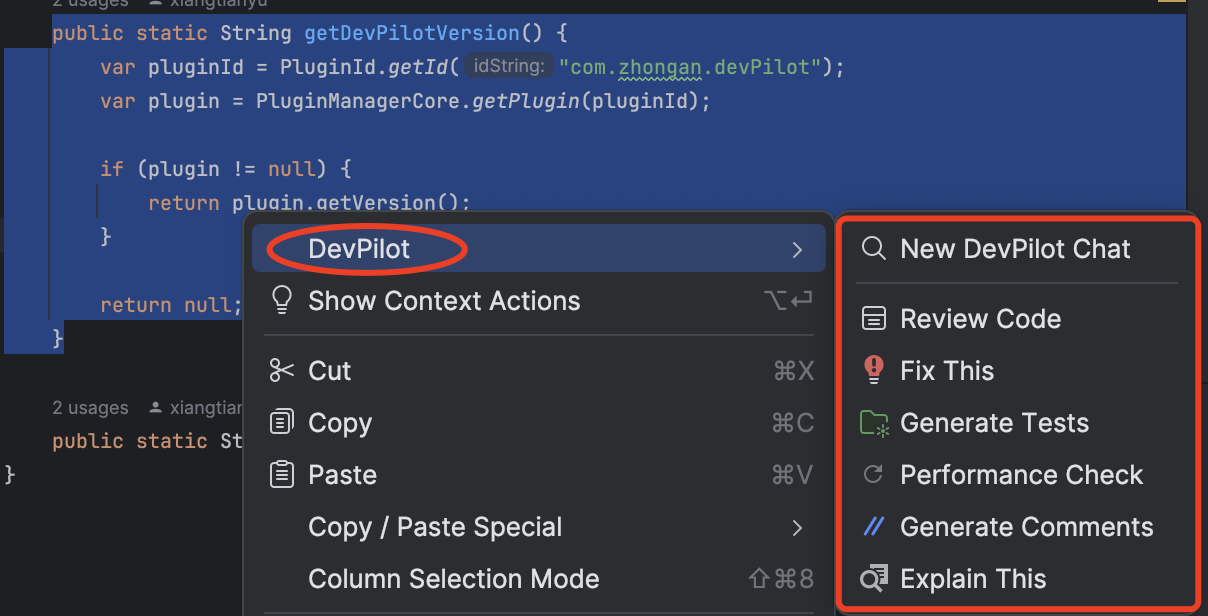 2 usages xiangtianyu
public static String getDevPilotVersion() {
var pluginId = PluginId.getId( idString: "com.zhongan.devPilot");
var plugin = PluginManagerCore.getPlugin(pluginId);
if (plugin != null) {
return plugin.getVersion();
}
return null;
}
2 usages xiangtian
public static St
}
DevPilot
Show Context Actions ⌥↩
Cut ⌘X
Copy ⌘C
Paste ⌘V
Copy / Paste Special
Column Selection Mode ⇧⌘8
New DevPilot Chat
Review Code
Fix This
Generate Tests
Performance Check
Generate Comments
Explain This